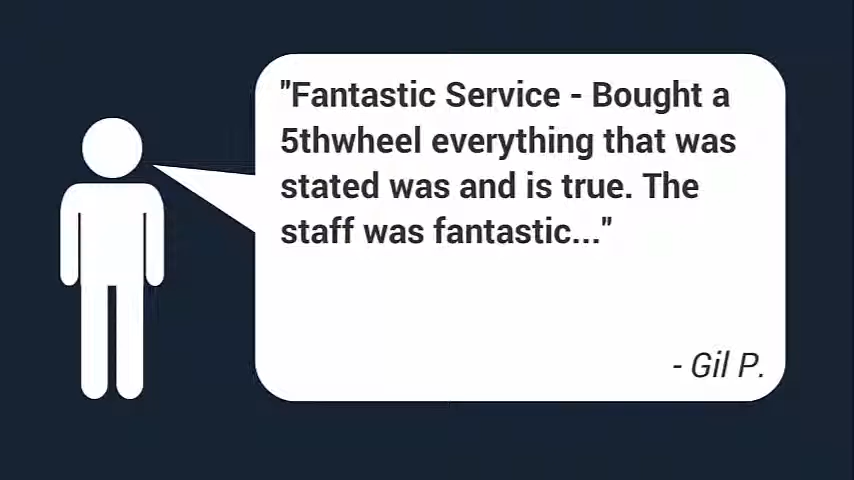 "Fantastic Service - Bought a
5thwheel everything that was
stated was and is true. The
staff was fantastic..."
- Gil P.